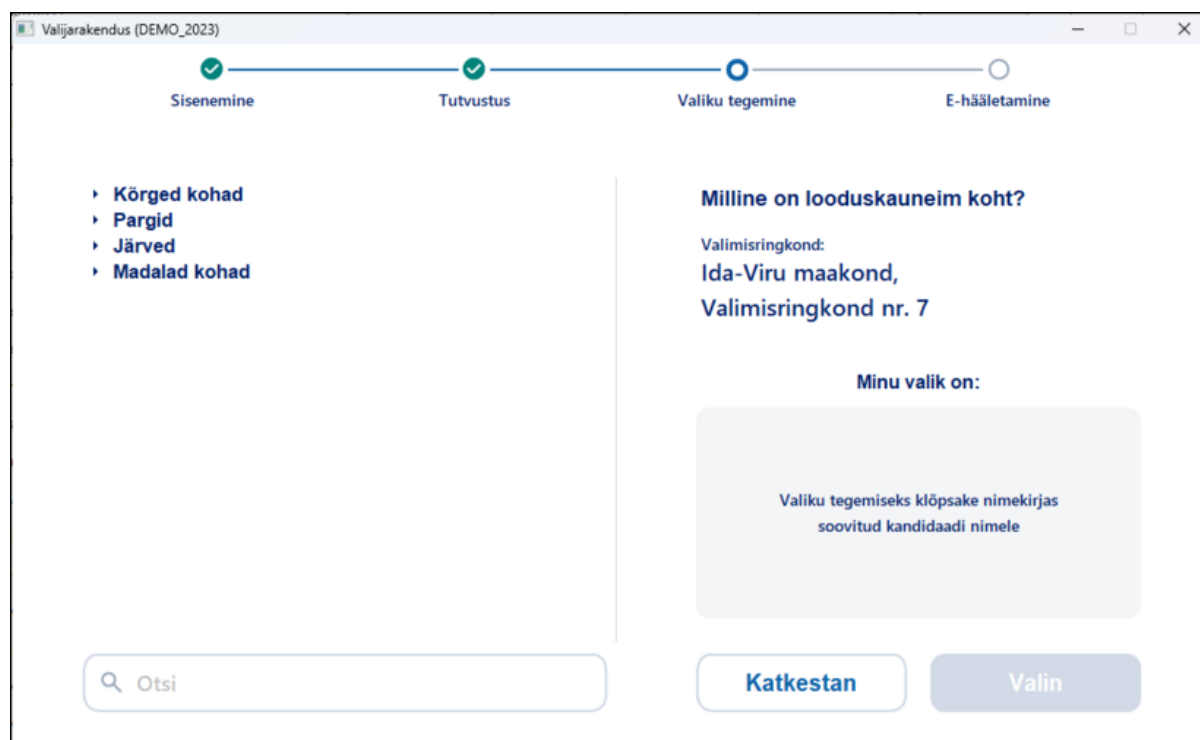 Valijarakendus (DEMO_2023)
Sisenemine
Tutvustus
Valiku tegemine
E-hääletamine
Kõrged kohad
Pargid
Järved
Madalad kohad
Otsi
Milline on looduskauneim koht?
Valimisringkond:
Ida-Viru maakond,
Valimisringkond nr. 7
Minu valik on:
Valiku tegemiseks klõpsake nimekirjas
soovitud kandidaadi nimele
Katkestan
Valin